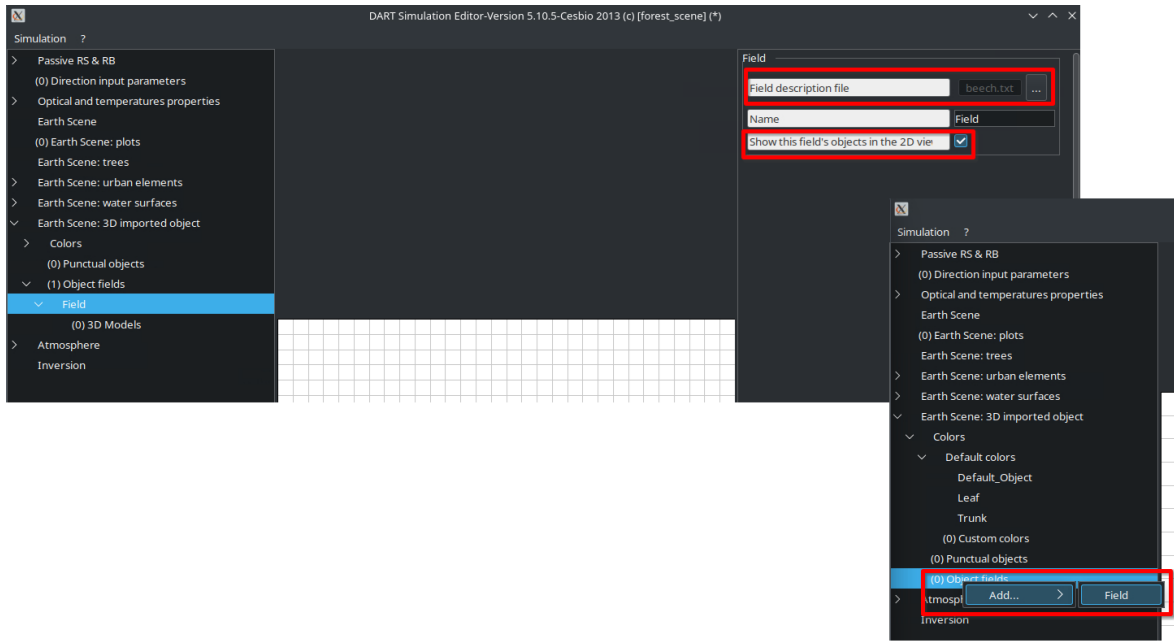 DART Simulation Editor-Version 5.10.5-Cesbio 2013 (c) [forest_scene] (*)
Simulation ?
Passive RS & RB
(0) Direction input parameters
Optical and temperatures properties
Earth Scene
(0) Earth Scene: plots
Earth Scene: trees
Earth Scene: urban elements
Earth Scene: water surfaces
Earth Scene: 3D imported object
Colors
(0) Punctual objects
(1) Object fields
Field
(0) 3D Models
Atmosphere
Inversion
Field
Field description file beech.txt ...
Name Field
Show this field's objects in the 2D vie
Simulation ?
Passive RS & RB
(0) Direction input parameters
Optical and temperatures properties
Earth Scene
(0) Earth Scene: plots
Earth Scene: trees
Earth Scene: urban elements
Earth Scene: water surfaces
Earth Scene: 3D imported object
Colors
Default colors
Default_Object
Leaf
Trunk
(0) Custom colors
(0) Punctual objects
(0) Object fields
Atmospl Add... Field
Inversion